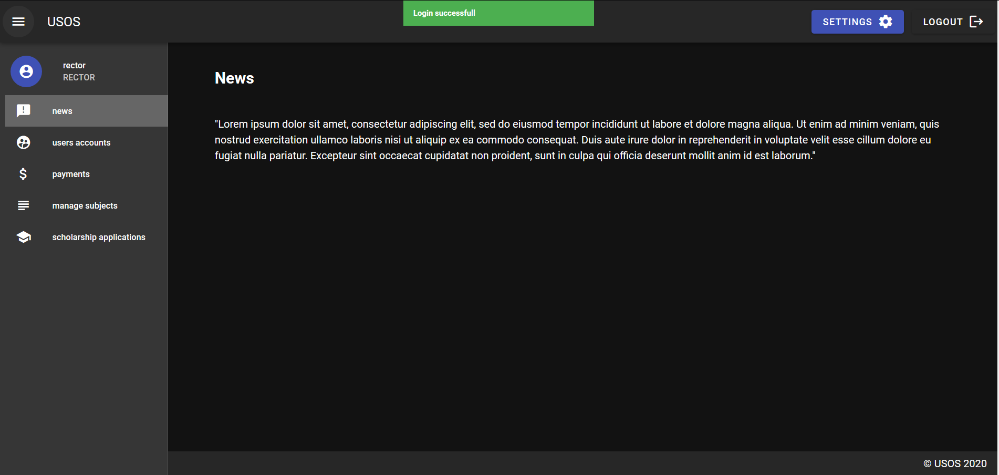 USOS
Login successfull
SETTINGS
LOGOUT
rector
RECTOR
news
users accounts
payments
manage subjects
scholarship applications
News
"Lorem ipsum dolor sit amet, consectetur adipiscing elit, sed do eiusmod tempor incididunt ut labore et dolore magna aliqua. Ut enim ad minim veniam, quis
nostrud exercitation ullamco laboris nisi ut aliquip ex ea commodo consequat. Duis aute irure dolor in reprehenderit in voluptate velit esse cillum dolore eu
fugiat nulla pariatur. Excepteur sint occaecat cupidatat non proident, sunt in culpa qui officia deserunt mollit anim id est laborum."
© USOS 2020